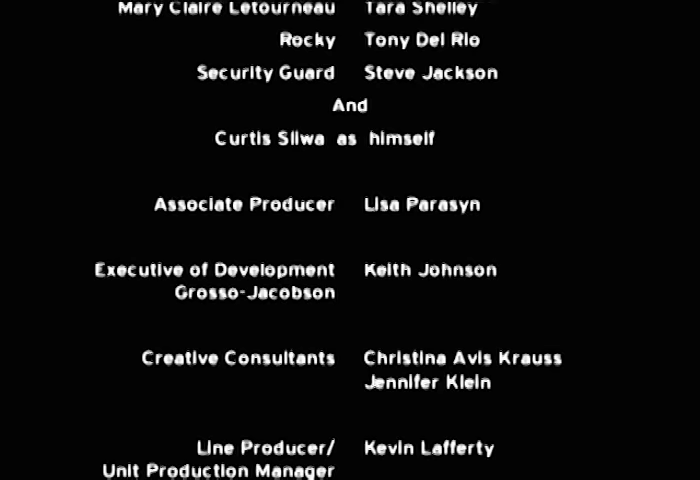 Mary Claire Letourneau Tara Shelley
Rocky Tony Del Rio
Security Guard Steve Jackson
And
Curtis Sliwa as himself
Associate Producer Lisa Parasyn
Executive of Development Keith Johnson
Grosso-Jacobson
Creative Consultants Christina Avis Krauss
Jennifer Klein
Line Producer/ Kevin Lafferty
Unit Production Manager